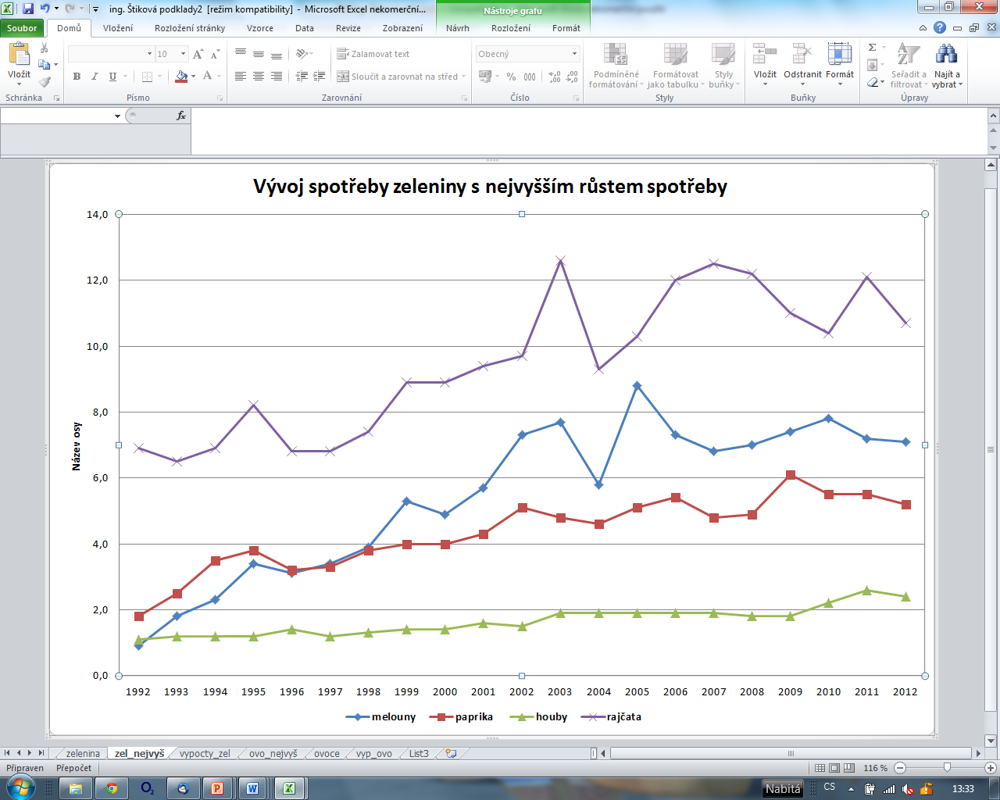 ing. Štiková podklady2  [režim kompatibility]  -  Microsoft Excel nekomerční...
Nástroje grafu
Soubor Domů Vložení Rozložení stránky Vzorce Data Revize Zobrazení Návrh Rozložení Formát
Vložit
10
B I U
A
Zalamovat text
Sloučit a zarovnat na střed
Obecný
% 000
Podmíněné formátování
Formátovat jako tabulku
Styly buňky
Vložit Odstranit Formát
Seřadit a filtrovat
Najít a vybrat
Schránka Písmo Zarovnání Číslo Styly Buňky Úpravy
fx
Vývoj spotřeby zeleniny s nejvyšším růstem spotřeby
Název osy
14,0
12,0
10,0
8,0
6,0
4,0
2,0
0,0
1992 1993 1994 1995 1996 1997 1998 1999 2000 2001 2002 2003 2004 2005 2006 2007 2008 2009 2010 2011 2012
melouny paprika houby rajčata
zelenina zel_nejvyš vypocty_zel ovo_nejvyš ovoce vyp_ovo List3
Připraven Přepočet 116 %
Nabitá CS 13:33